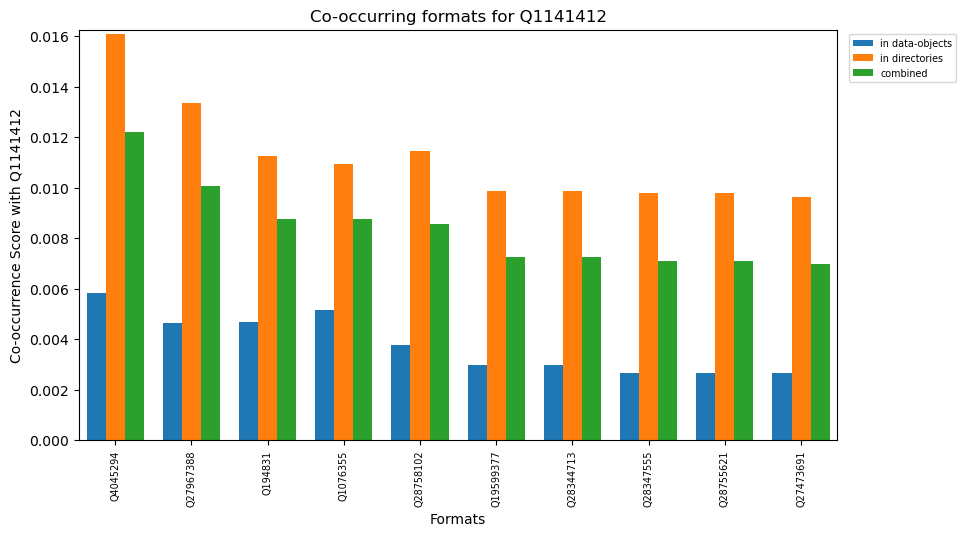 Co-occurring formats for Q1141412
in data-objects
in directories
combined
Co-occurrence Score with Q1141412
0.016
0.014
0.012
0.010
0.008
0.006
0.004
0.002
0.000
Q4045294
Q27967388
Q194831
Q1076355
Q28758102
Q19599377
Q28344713
Q28347555
Q28755621
Q27473691
Formats